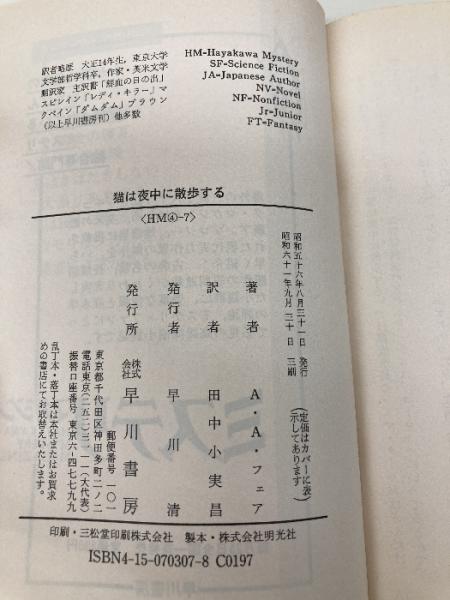 訳者略歴 大正14年生, 東京大学
文学部哲学科卒, 作家・英米文学
翻訳家 主訳書「鮮血の日の出」
スピレイン「レディ・キラー」マ
クベイン「ダムダム」ブラウン
(以上早川書房刊) 他多数
HM-Hayakawa Mystery
SF-Science Fiction
JA-Japanese Author
NV-Novel
NF-Nonfiction
Jr-Junior
FT-Fantasy
猫は夜中に散歩する
〈HM④-7〉
昭和五十六年八月三十一日 発行
昭和六十一年九月三十日 三刷
(定価はカバーに表示してあります)
著者 A・A・フェア
訳者 田中小実昌
発行者 早川清
発行所 株式会社 早川書房
郵便番号 一〇一
東京都千代田区神田多町二ノ二
電話東京(二五二)三一一一(大代表)
振替口座番号 東京六-四七七九九
乱丁本・落丁本は本社またはお買求
めの書店にてお取替えいたします。
印刷・三松堂印刷株式会社 製本・株式会社明光社
ISBN4-15-070307-8 C0197